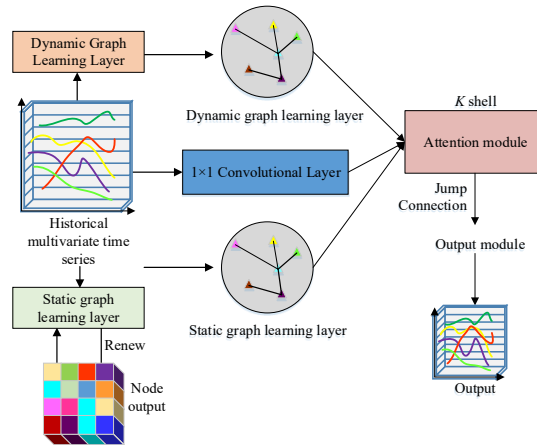 Dynamic Graph
Learning Layer
Dynamic graph learning layer
K shell
Attention module
1×1 Convolutional Layer
Jump
Connection
Historical
multivariate time
series
Output module
Static graph
learning layer
Static graph learning layer
Renew
Node
output
Output